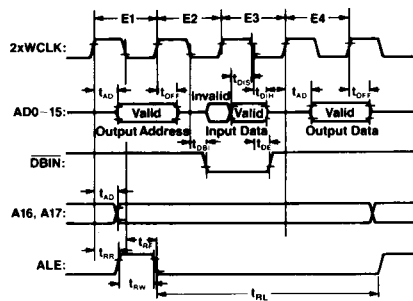 E1 E2 E3 E4
2xWCLK:
tAD tOFF Invalid tDIS tDIH tAD tOFF
AD0-15: Valid Valid Valid
Output Address Input Data Output Data
DBIN: tDB tDE
tAD
A16, A17:
tRF
tRR
ALE: tRW tRL